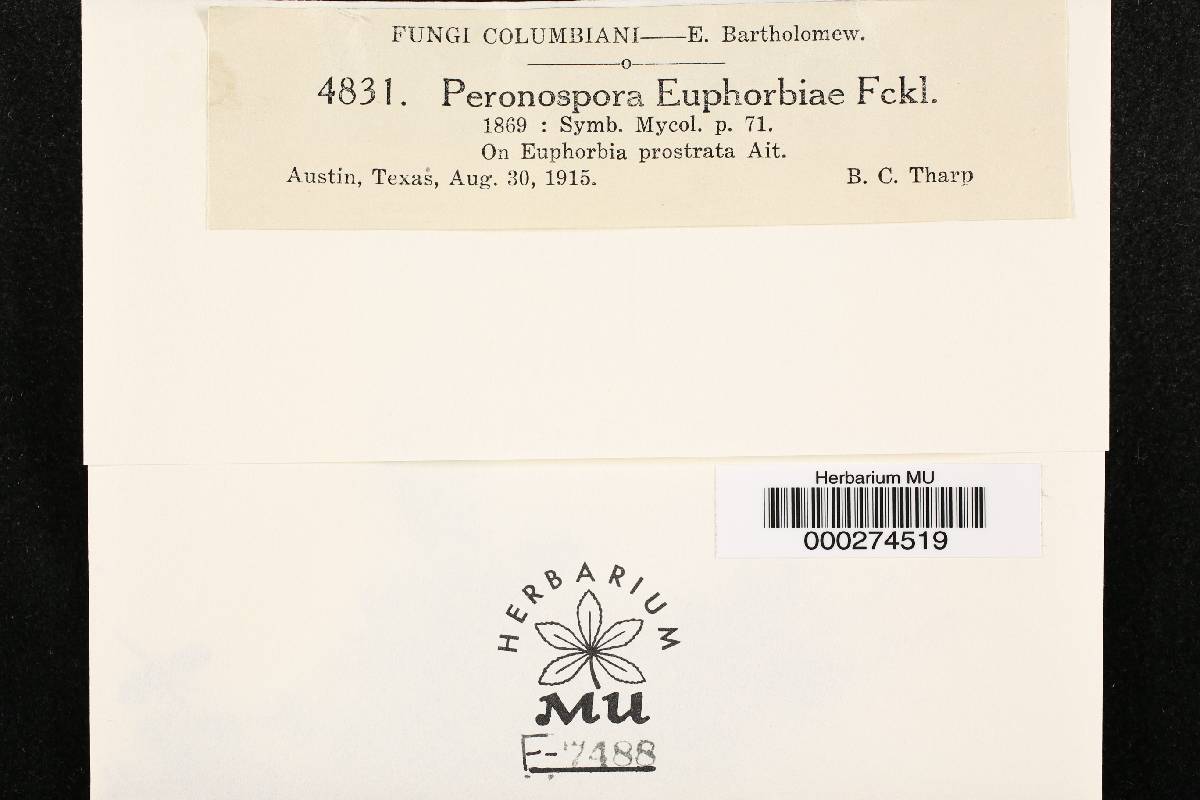 FUNGI COLUMBIANI——E. Bartholomew.
o
4831. Peronospora Euphorbiae Fckl.
1869 : Symb. Mycol. p. 71.
On Euphorbia prostrata Ait.
Austin, Texas, Aug. 30, 1915. B. C. Tharp
Herbarium MU
000274519
HERBARIUM
MU
F-7488